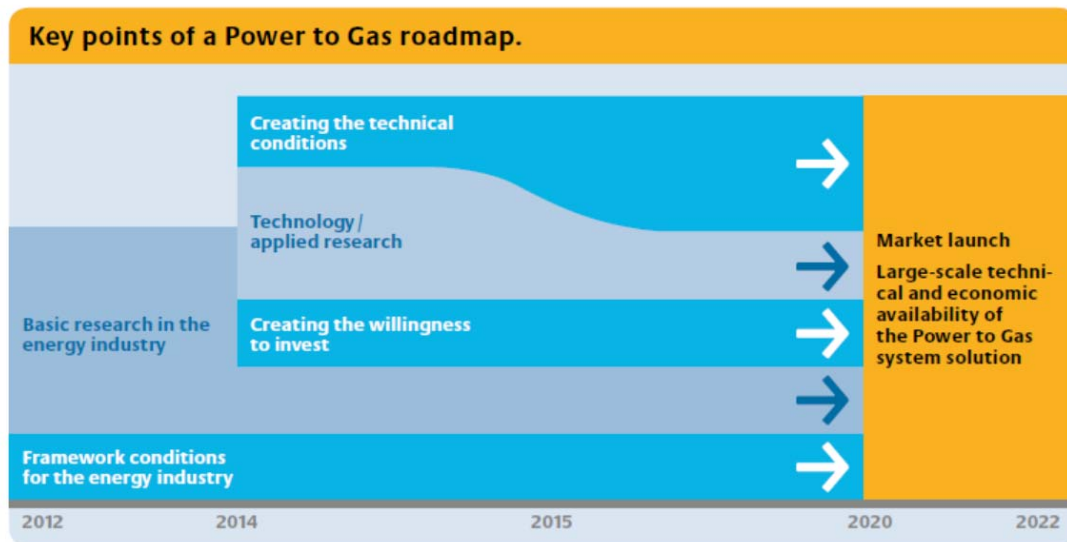 Key points of a Power to Gas roadmap.
Creating the technical
conditions
Technology /
applied research
Basic research in the
energy industry
Creating the willingness
to invest
Framework conditions
for the energy industry
Market launch
Large-scale techni-
cal and economic
availability of
the Power to Gas
system solution
2012
2014
2015
2020
2022